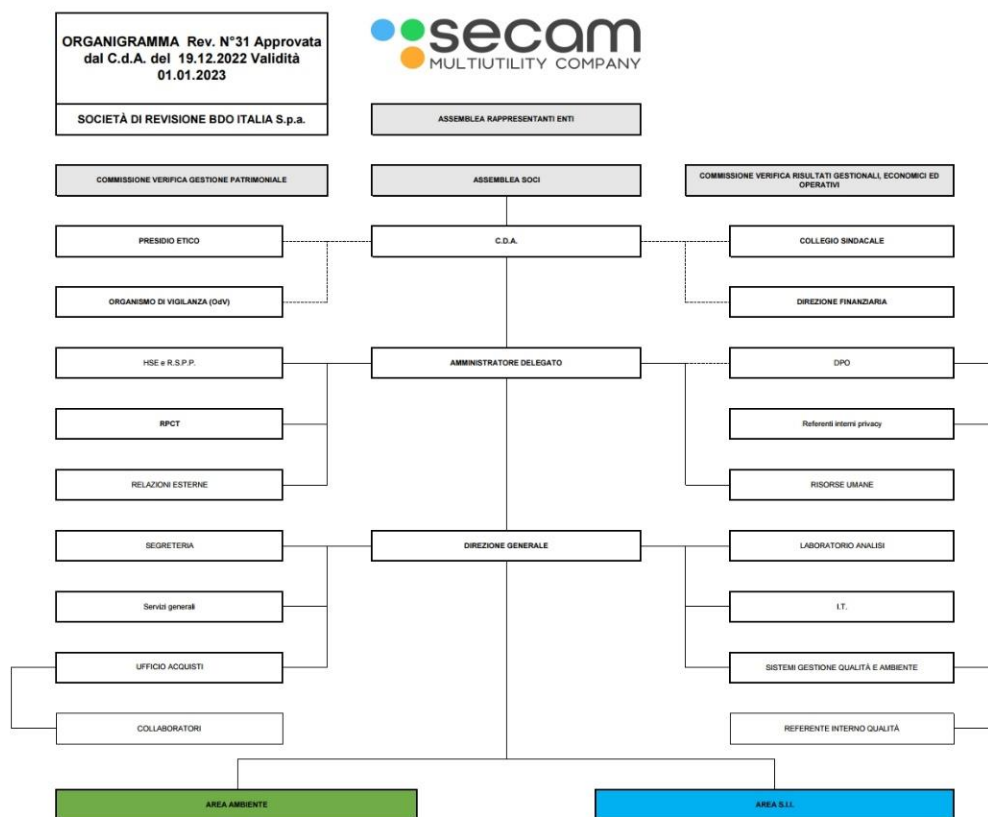 ORGANIGRAMMA Rev. N°31 Approvata
dal C.d.A. del 19.12.2022 Validità
01.01.2023
SOCIETÀ DI REVISIONE BDO ITALIA S.p.a.
secam
MULTIUTILITY COMPANY
ASSEMBLEA RAPPRESENTANTI ENTI
COMMISSIONE VERIFICA GESTIONE PATRIMONIALE
ASSEMBLEA SOCI
COMMISSIONE VERIFICA RISULTATI GESTIONALI, ECONOMICI ED
OPERATIVI
PRESIDIO ETICO
C.D.A.
COLLEGIO SINDACALE
ORGANISMO DI VIGILANZA (OdV)
DIREZIONE FINANZIARIA
HSE e R.S.P.P.
AMMINISTRATORE DELEGATO
DPO
RPCT
Referenti interni privacy
RELAZIONI ESTERNE
RISORSE UMANE
SEGRETERIA
DIREZIONE GENERALE
LABORATORIO ANALISI
Servizi generali
I.T.
UFFICIO ACQUISTI
SISTEMI GESTIONE QUALITÀ E AMBIENTE
COLLABORATORI
REFERENTE INTERNO QUALITÀ
AREA AMBIENTE
AREA S.I.I.